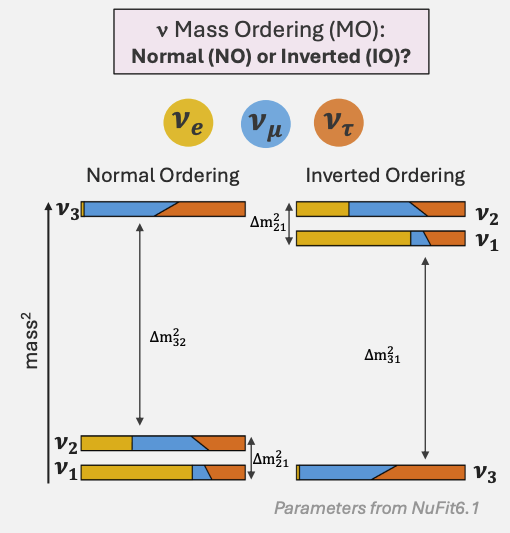 ν Mass Ordering (MO):
Normal (NO) or Inverted (IO)?
νe νμ ντ
Normal Ordering Inverted Ordering
ν3
Δm²21
ν2
ν1
mass²
Δm²32
Δm²31
ν2
ν1
Δm²21
ν3
Parameters from NuFit6.1